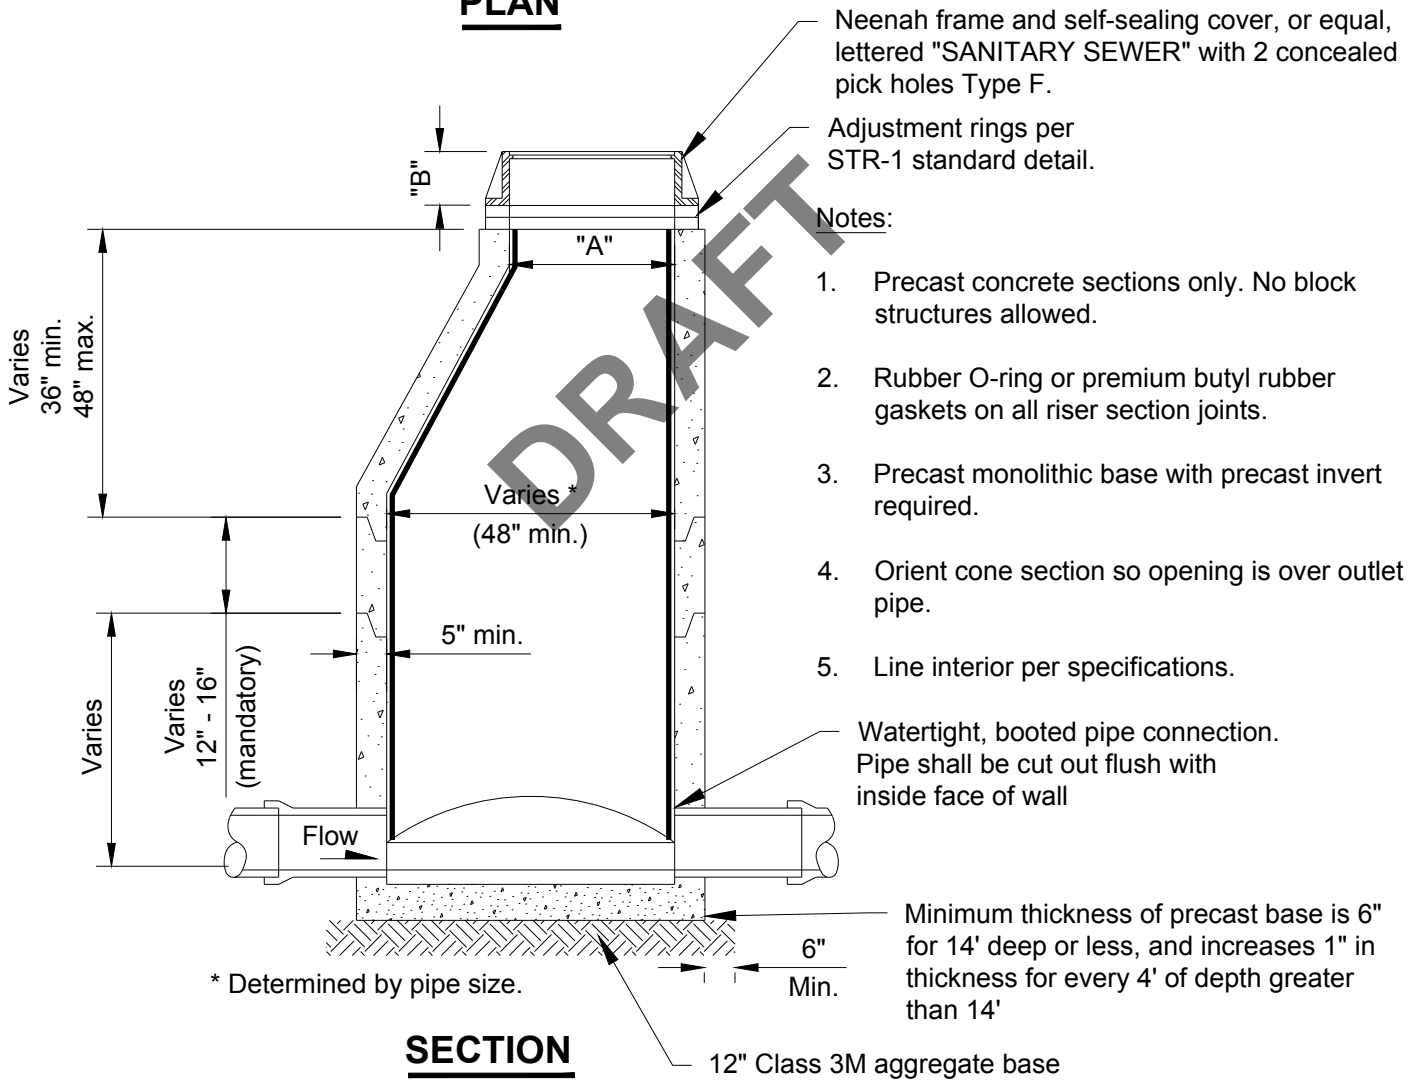 PLAN
Neenah frame and self-sealing cover, or equal,
lettered "SANITARY SEWER" with 2 concealed
pick holes Type F.
Adjustment rings per
STR-1 standard detail.
"B"
"A"
Notes:
1. Precast concrete sections only. No block
structures allowed.
2. Rubber O-ring or premium butyl rubber
gaskets on all riser section joints.
3. Precast monolithic base with precast invert
required.
4. Orient cone section so opening is over outlet
pipe.
5. Line interior per specifications.
Varies
36" min.
48" max.
DRAFT
Varies *
(48" min.)
5" min.
Varies
Varies
12" - 16"
(mandatory)
Watertight, booted pipe connection.
Pipe shall be cut out flush with
inside face of wall
Flow
Minimum thickness of precast base is 6"
for 14' deep or less, and increases 1" in
thickness for every 4' of depth greater
than 14'
6"
Min.
* Determined by pipe size.
SECTION
12" Class 3M aggregate base